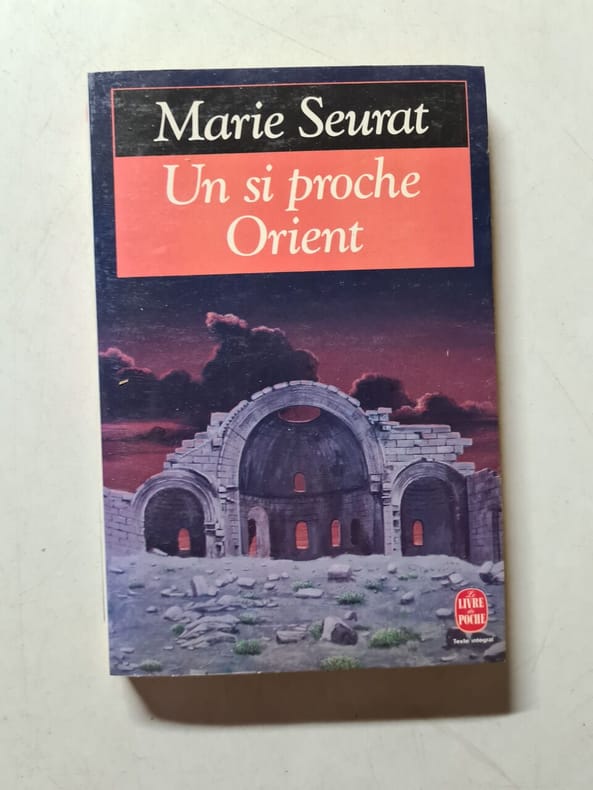 Marie Seurat
Un si proche
Orient
Le
LIVRE
de
POCHE
Texte intégral